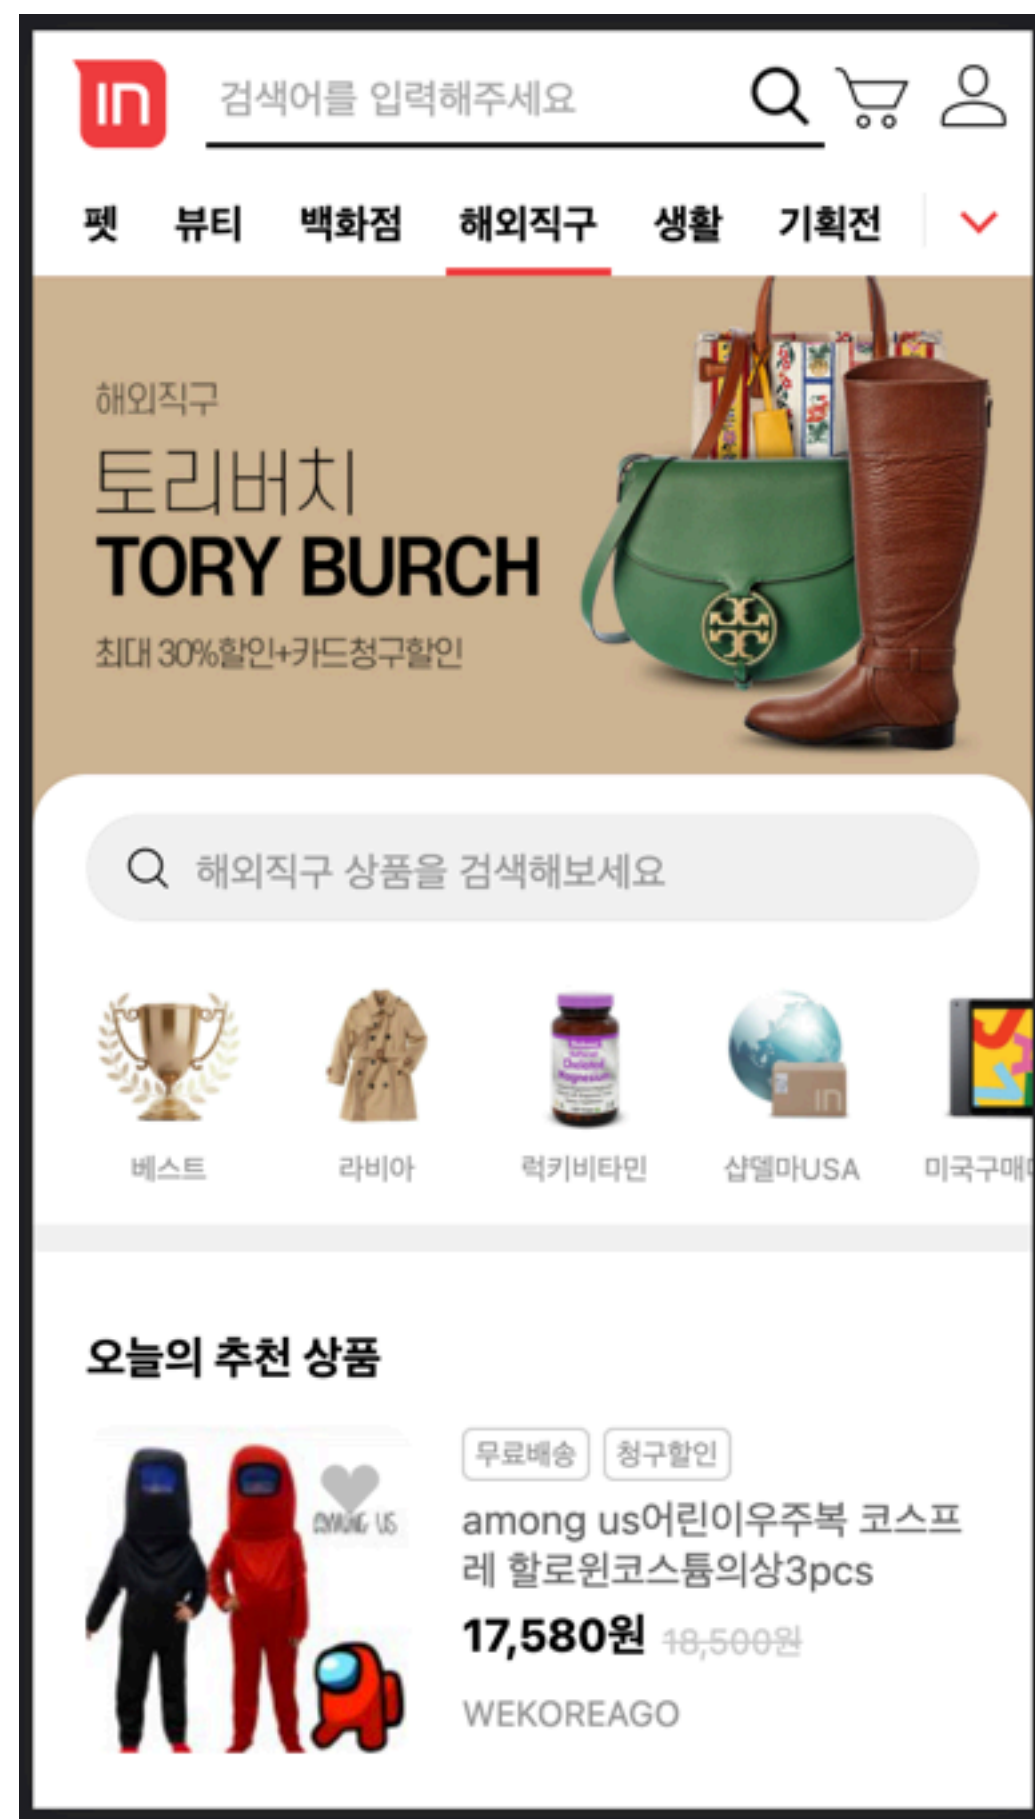 in
검색어를 입력해주세요
펫 뷰티 백화점 해외직구 생활 기획전
해외직구
토리버치
TORY BURCH
최대 30%할인+카드청구할인
해외직구 상품을 검색해보세요
베스트 라비아 럭키비타민 샵델마USA 미국구매
오늘의 추천 상품
무료배송 청구할인
AMONG US
among us어린이우주복 코스프
레 할로윈코스튬의상3pcs
17,580원 18,500원
WEKOREAGO